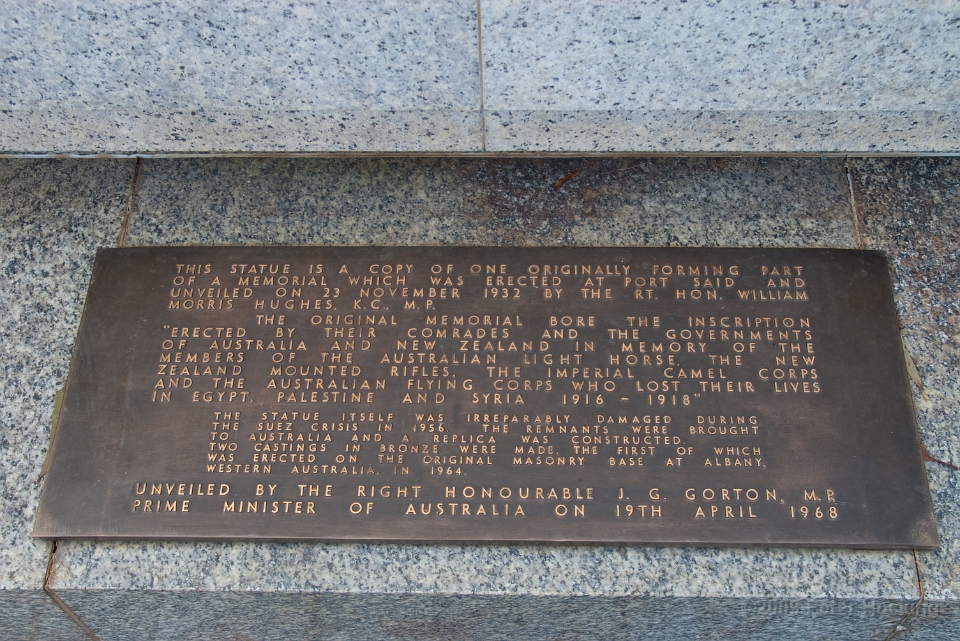 THIS STATUE IS A COPY OF ONE ORIGINALLY FORMING PART
OF A MEMORIAL WHICH WAS ERECTED AT PORT SAID AND
UNVEILED ON 23 NOVEMBER 1932 BY THE RT. HON. WILLIAM
MORRIS HUGHES, K.C., M.P.
THE ORIGINAL MEMORIAL BORE THE INSCRIPTION
"ERECTED BY THEIR COMRADES AND THE GOVERNMENTS
OF AUSTRALIA AND NEW ZEALAND IN MEMORY OF THE
MEMBERS OF THE AUSTRALIAN LIGHT HORSE, THE NEW
ZEALAND MOUNTED RIFLES, THE IMPERIAL CAMEL CORPS
AND THE AUSTRALIAN FLYING CORPS WHO LOST THEIR LIVES
IN EGYPT, PALESTINE AND SYRIA 1916 - 1918"
THE STATUE ITSELF WAS IRREPARABLY DAMAGED DURING
THE SUEZ CRISIS IN 1956. THE REMNANTS WERE BROUGHT
TO AUSTRALIA AND A REPLICA WAS CONSTRUCTED.
TWO CASTINGS IN BRONZE WERE MADE, THE FIRST OF WHICH
WAS ERECTED ON THE ORIGINAL MASONRY BASE AT ALBANY,
WESTERN AUSTRALIA, IN 1964.
UNVEILED BY THE RIGHT HONOURABLE J. G. GORTON, M.P.
PRIME MINISTER OF AUSTRALIA ON 19TH APRIL 1968
Peter Hockings